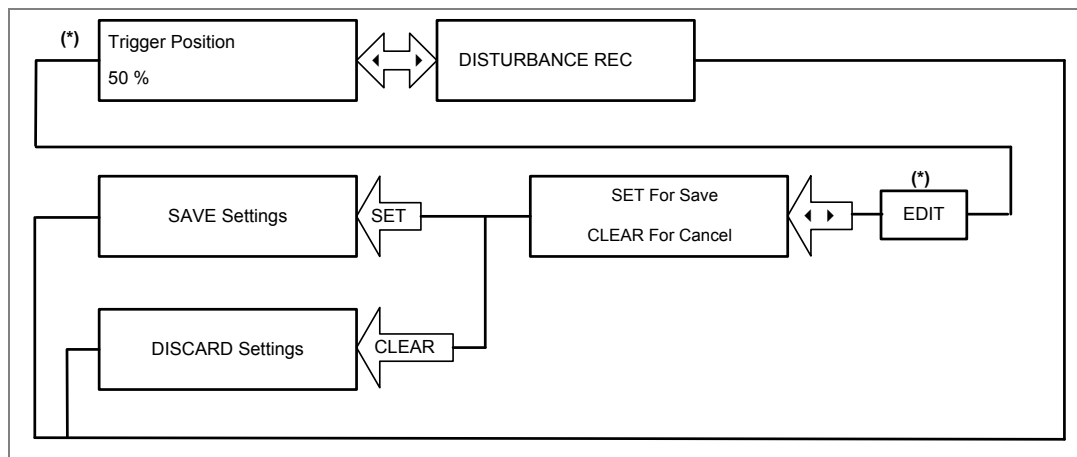 (*)
Trigger Position
50 %
DISTURBANCE REC
(*)
SAVE Settings
SET
SET For Save
CLEAR For Cancel
EDIT
DISCARD Settings
CLEAR